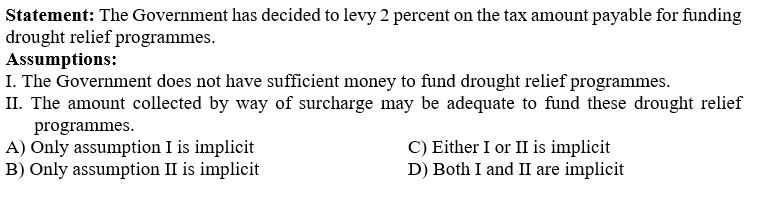 Statement: The Government has decided to levy 2 percent on the tax amount payable for funding
drought relief programmes.
Assumptions:
I. The Government does not have sufficient money to fund drought relief programmes.
II. The amount collected by way of surcharge may be adequate to fund these drought relief
programmes.
A) Only assumption I is implicit
C) Either I or II is implicit
B) Only assumption II is implicit
D) Both I and II are implicit